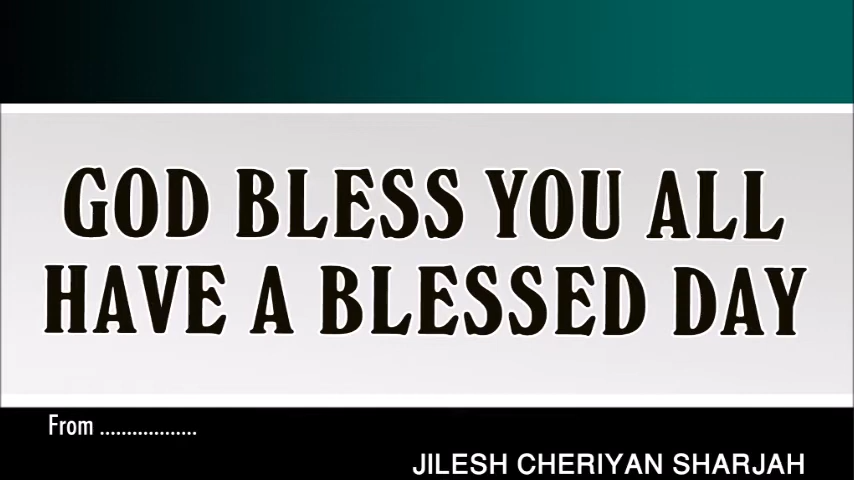 GOD BLESS YOU ALL
HAVE A BLESSED DAY
From ..................
JILESH CHERIYAN SHARJAH